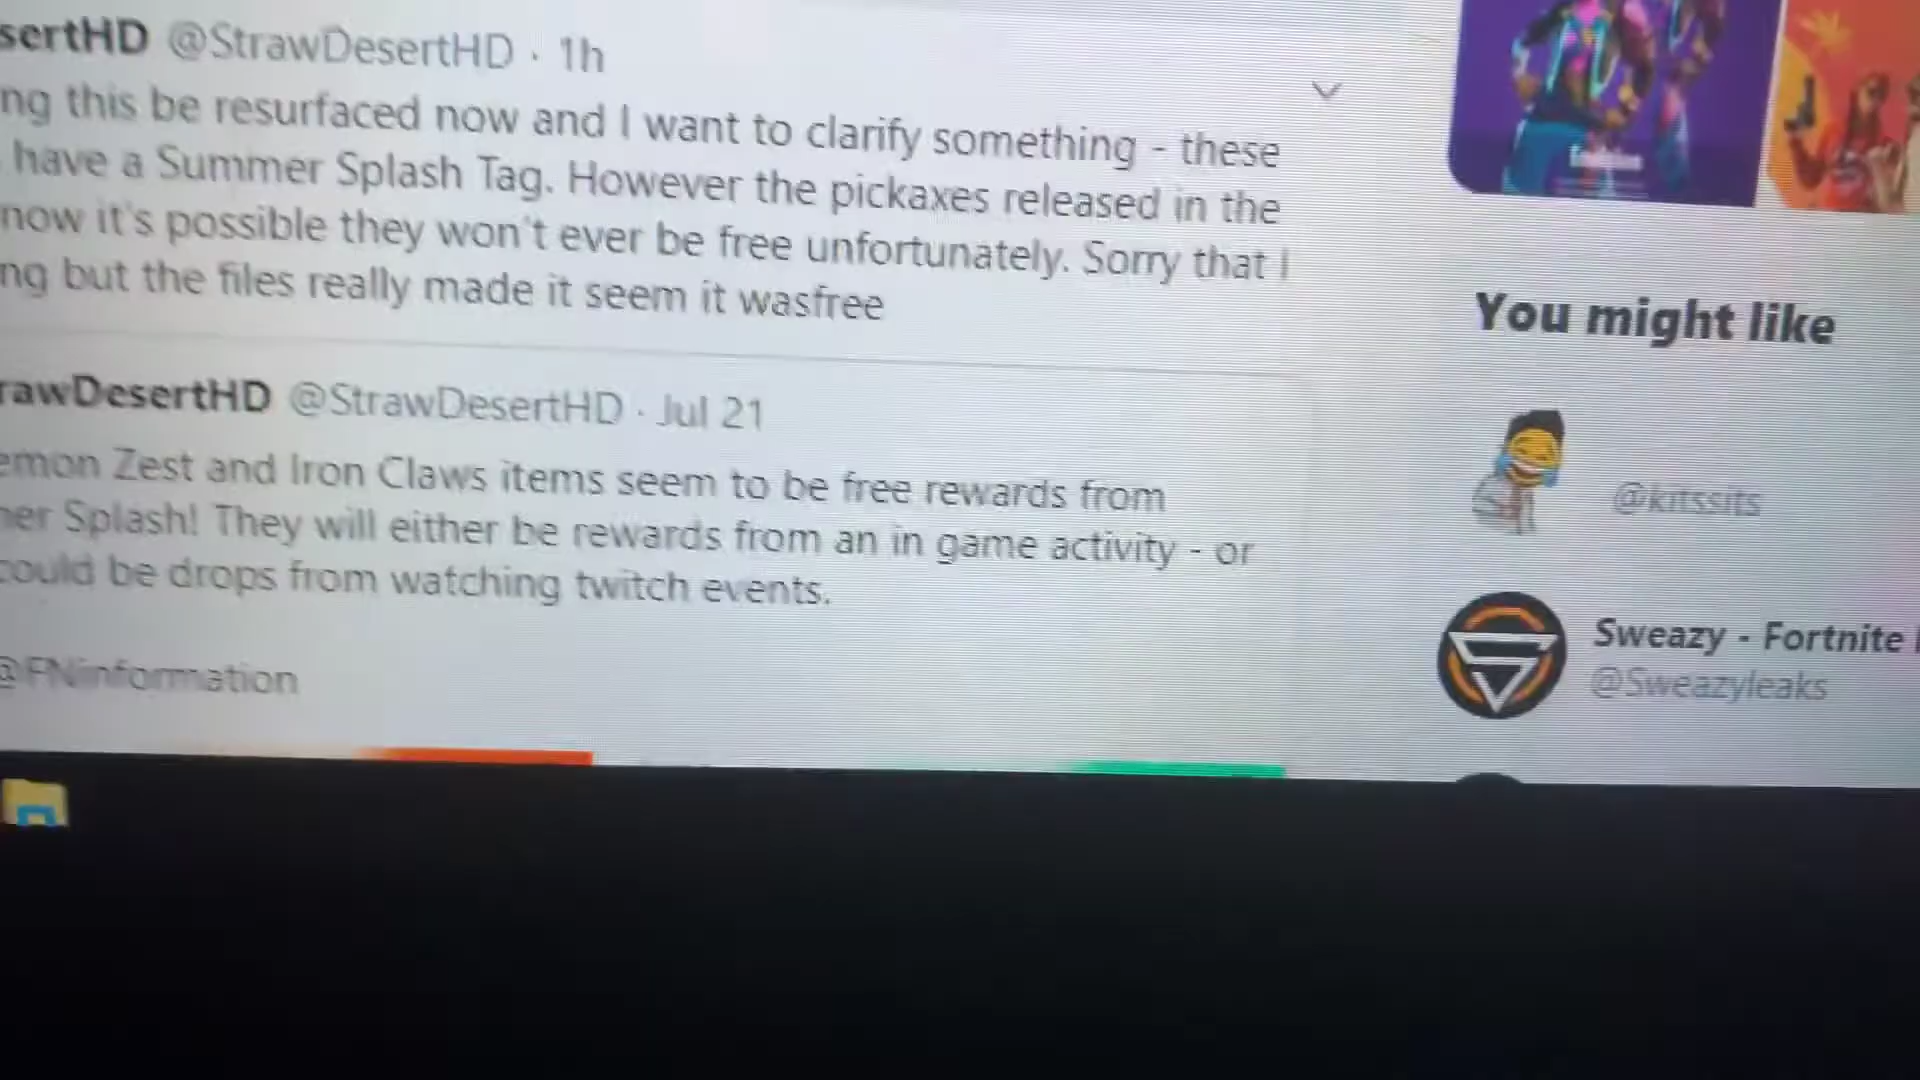 sertHD @StrawDesertHD · 1h
ng this be resurfaced now and I want to clarify something - these
have a Summer Splash Tag. However the pickaxes released in the
now it's possible they won't ever be free unfortunately. Sorry that I
ng but the files really made it seem it wasfree
rawDesertHD @StrawDesertHD · Jul 21
emon Zest and Iron Claws items seem to be free rewards from
ner Splash! They will either be rewards from an in game activity - or
could be drops from watching twitch events.
@FNinformation
You might like
@kitssits
Sweazy - Fortnite
@Sweazyleaks